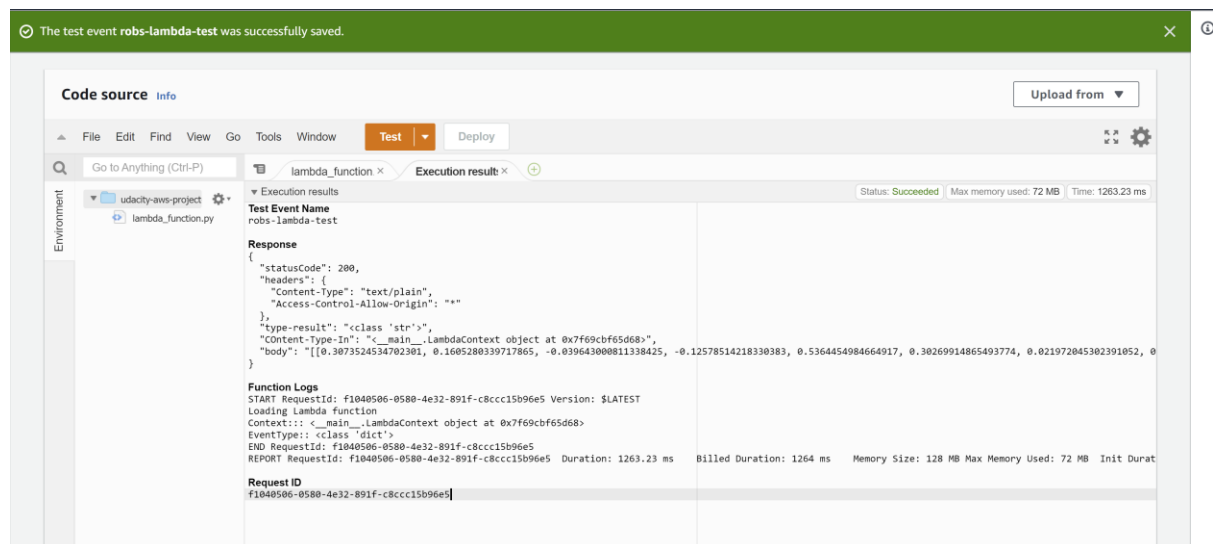 The test event robs-lambda-test was successfully saved.
Code source Info
Upload from
File Edit Find View Go Tools Window Test Deploy
Go to Anything (Ctrl-P)
lambda_function
Execution results
Environment
udacity-aws-project
lambda_function.py
Execution results
Status: Succeeded Max memory used: 72 MB Time: 1263.23 ms
Test Event Name
robs-lambda-test
Response
{
"statusCode": 200,
"headers": {
"Content-Type": "text/plain",
"Access-Control-Allow-Origin": "*"
},
"type-result": "<class 'str'>",
"COntent-Type-In": "<__main__.LambdaContext object at 0x7f69cbf65d68>",
"body": "[[0.3073524534702301, 0.1605280339717865, -0.039643000811338425, -0.12578514218330383, 0.5364454984664917, 0.30269914865493774, 0.021972045302391052, 0
}
Function Logs
START RequestId: f1040506-0580-4e32-891f-c8ccc15b96e5 Version: $LATEST
Loading Lambda function
Context::: <__main__.LambdaContext object at 0x7f69cbf65d68>
EventType:: <class 'dict'>
END RequestId: f1040506-0580-4e32-891f-c8ccc15b96e5
REPORT RequestId: f1040506-0580-4e32-891f-c8ccc15b96e5 Duration: 1263.23 ms Billed Duration: 1264 ms Memory Size: 128 MB Max Memory Used: 72 MB Init Durat
Request ID
f1040506-0580-4e32-891f-c8ccc15b96e5